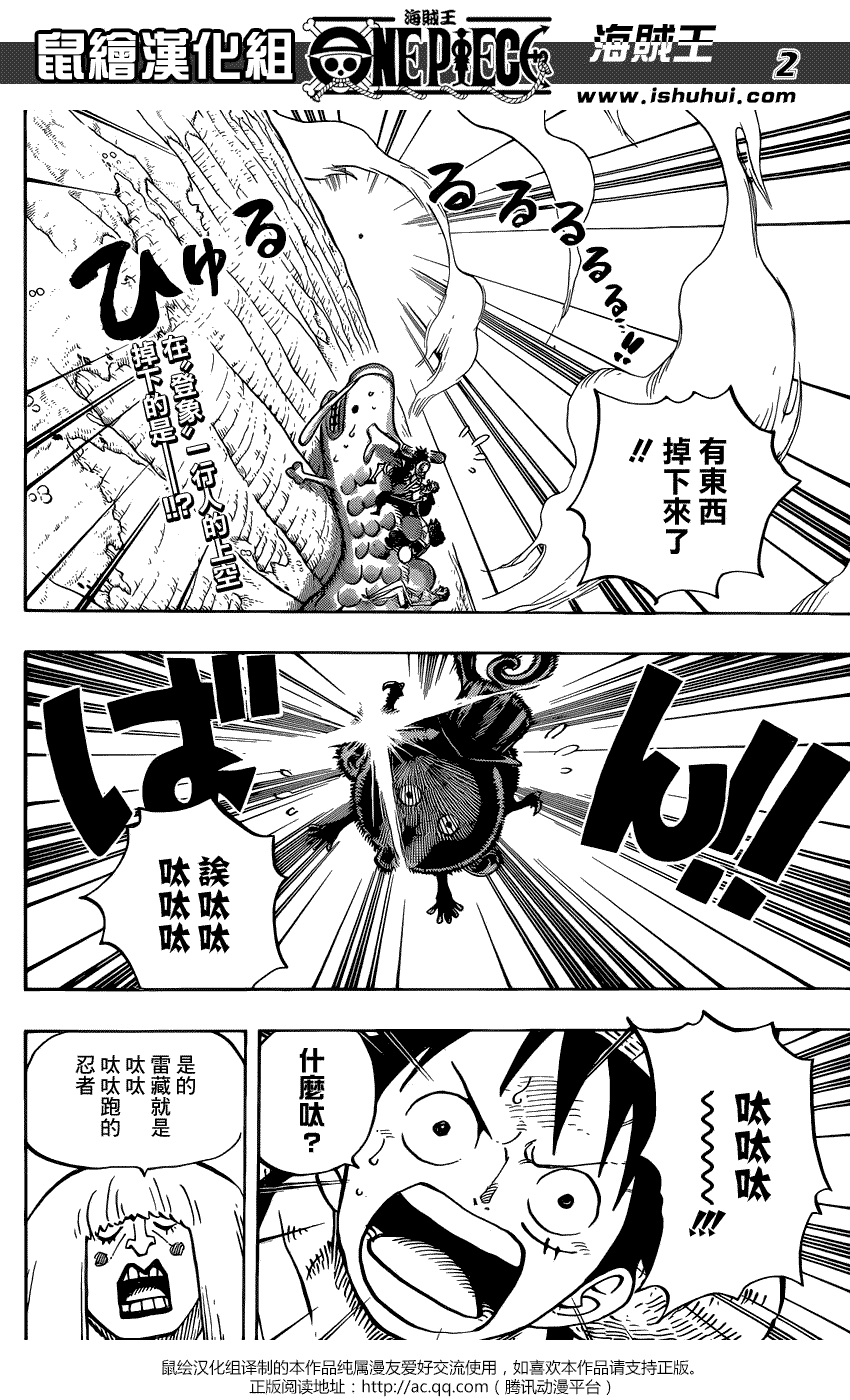 鼠繪漢化組
海賊王
ONE PIECE
海賊王
2
www.ishuhui.com
ひゅるるるるるる!!
有東西
掉下來了
!!
在〝登象〞一行人的上空
掉下的是——!?
ばん!!
誒呔呔
呔呔呔
呔呔呔
~~~!!!
什麼呔?
是的
雷藏就是
呔呔
呔呔跑的
忍者
鼠绘汉化组译制的本作品纯属漫友爱好交流使用，如喜欢本作品请支持正版。
正版阅读地址：http://ac.qq.com（腾讯动漫平台）